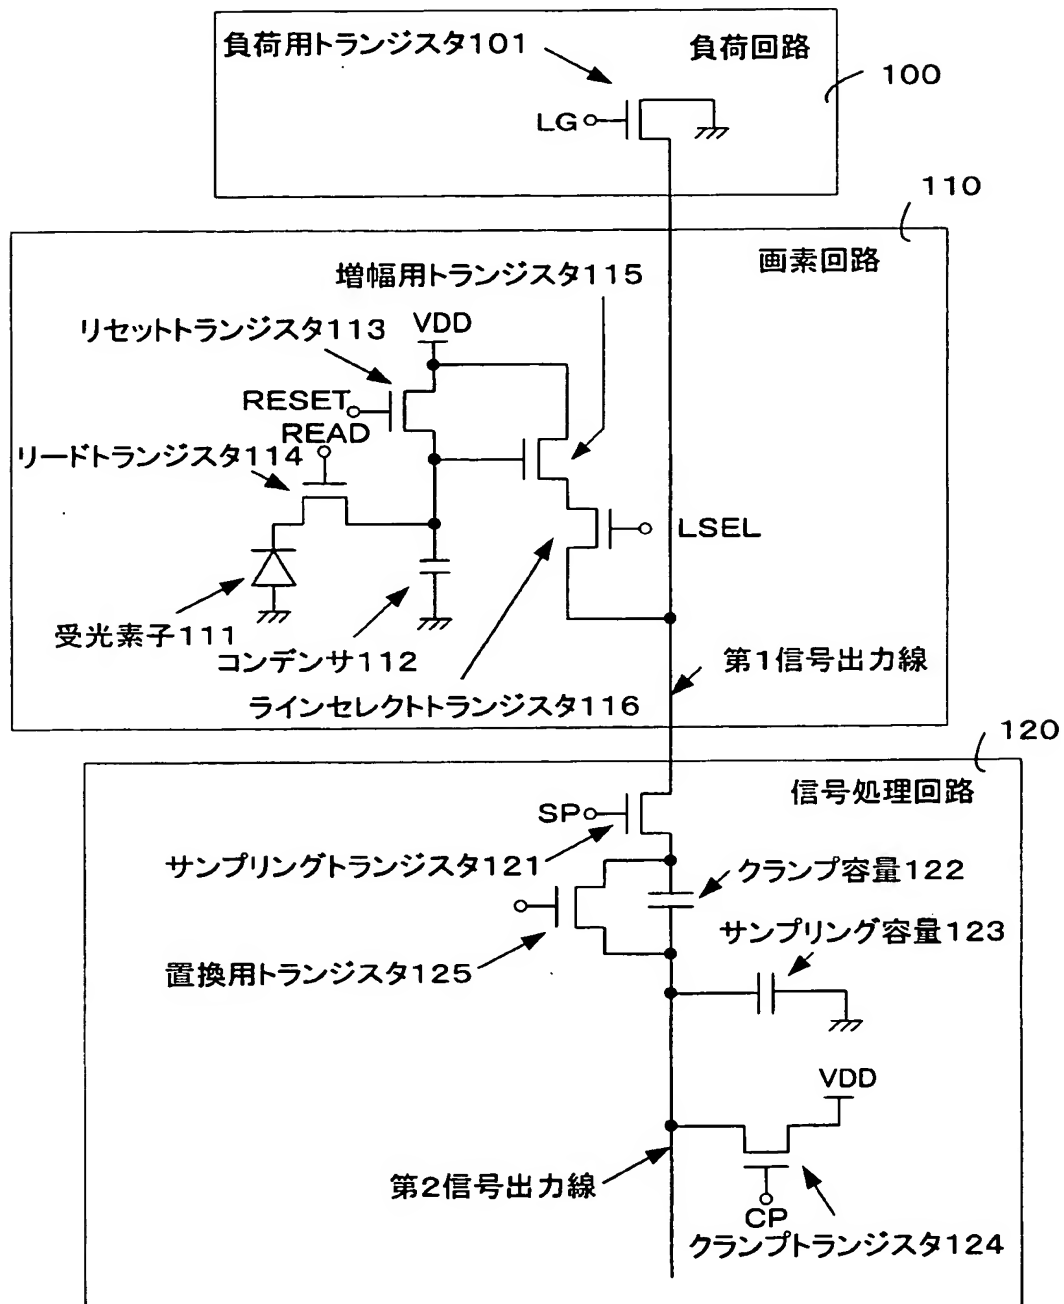 負荷用トランジスタ101
負荷回路
100
LG
110
画素回路
増幅用トランジスタ115
リセットトランジスタ113
VDD
RESET
READ
リードトランジスタ114
LSEL
受光素子111
コンデンサ112
第1信号出力線
ラインセレクトトランジスタ116
120
信号処理回路
SP
サンプリングトランジスタ121
クランプ容量122
サンプリング容量123
置換用トランジスタ125
VDD
第2信号出力線
CP
クランプトランジスタ124